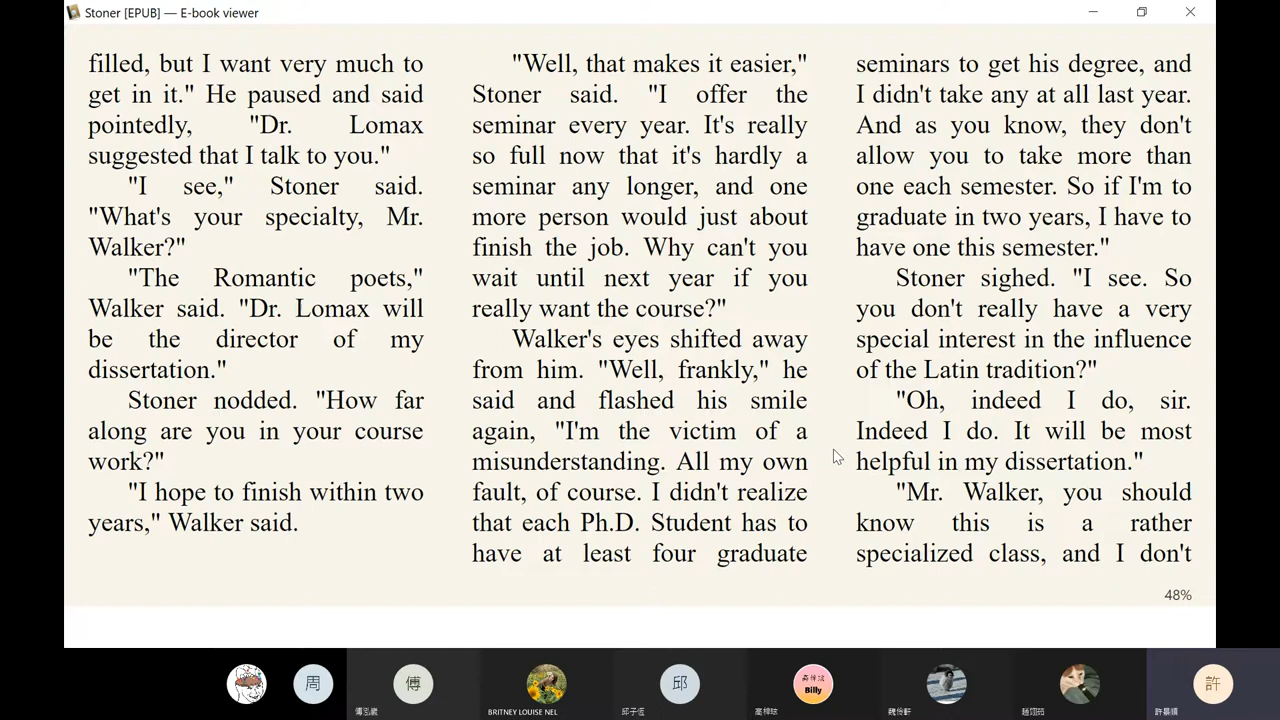 Stoner [EPUB] — E-book viewer
filled, but I want very much to
get in it." He paused and said
pointedly, "Dr. Lomax
suggested that I talk to you."
"I see," Stoner said.
"What's your specialty, Mr.
Walker?"
"The Romantic poets,"
Walker said. "Dr. Lomax will
be the director of my
dissertation."
Stoner nodded. "How far
along are you in your course
work?"
"I hope to finish within two
years," Walker said.
"Well, that makes it easier,"
Stoner said. "I offer the
seminar every year. It's really
so full now that it's hardly a
seminar any longer, and one
more person would just about
finish the job. Why can't you
wait until next year if you
really want the course?"
Walker's eyes shifted away
from him. "Well, frankly," he
said and flashed his smile
again, "I'm the victim of a
misunderstanding. All my own
fault, of course. I didn't realize
that each Ph.D. Student has to
have at least four graduate
seminars to get his degree, and
I didn't take any at all last year.
And as you know, they don't
allow you to take more than
one each semester. So if I'm to
graduate in two years, I have to
have one this semester."
Stoner sighed. "I see. So
you don't really have a very
special interest in the influence
of the Latin tradition?"
"Oh, indeed I do, sir.
Indeed I do. It will be most
helpful in my dissertation."
"Mr. Walker, you should
know this is a rather
specialized class, and I don't
48%
周
傅
邱
Billy
許
BRITNEY LOUISE NEL